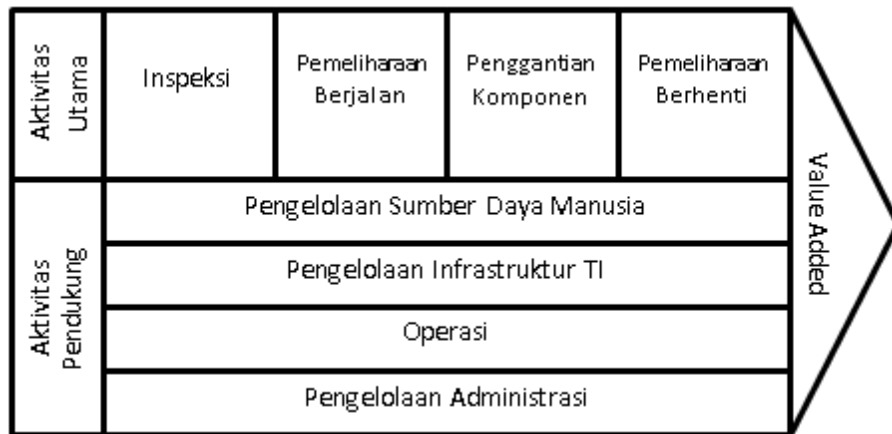 Aktivitas
Utama
Inspeksi
Pemeliharaan
Berjalan
Penggantian
Komponen
Pemeliharaan
Berhenti
Aktivitas
Pendukung
Pengelolaan Sumber Daya Manusia
Pengelolaan Infrastruktur TI
Operasi
Pengelolaan Administrasi
Value Added